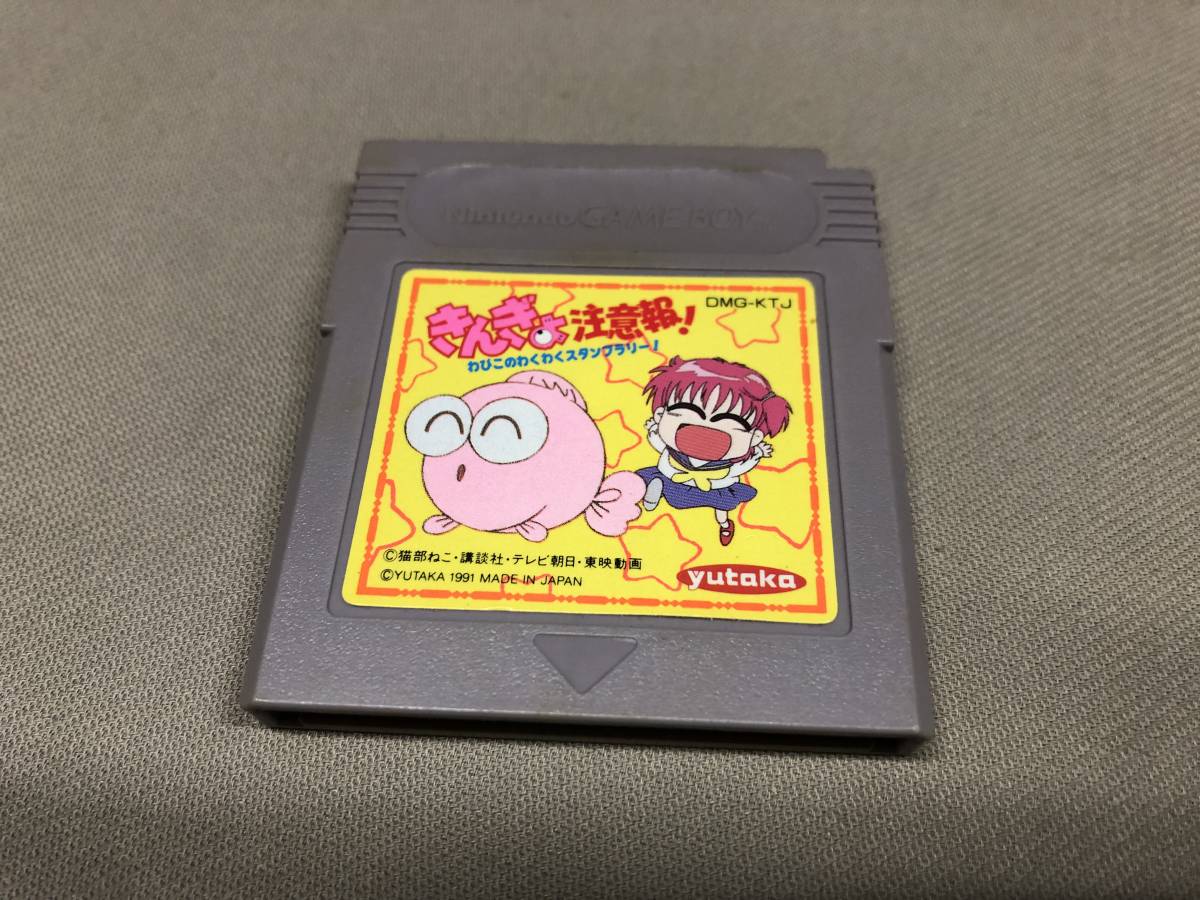 Nintendo GAME BOY
DMG-KTJ
きんぎょ注意報!
わぴこのわくわくスタンプラリー!
©猫部ねこ・講談社・テレビ朝日・東映動画
©YUTAKA 1991 MADE IN JAPAN
yutaka